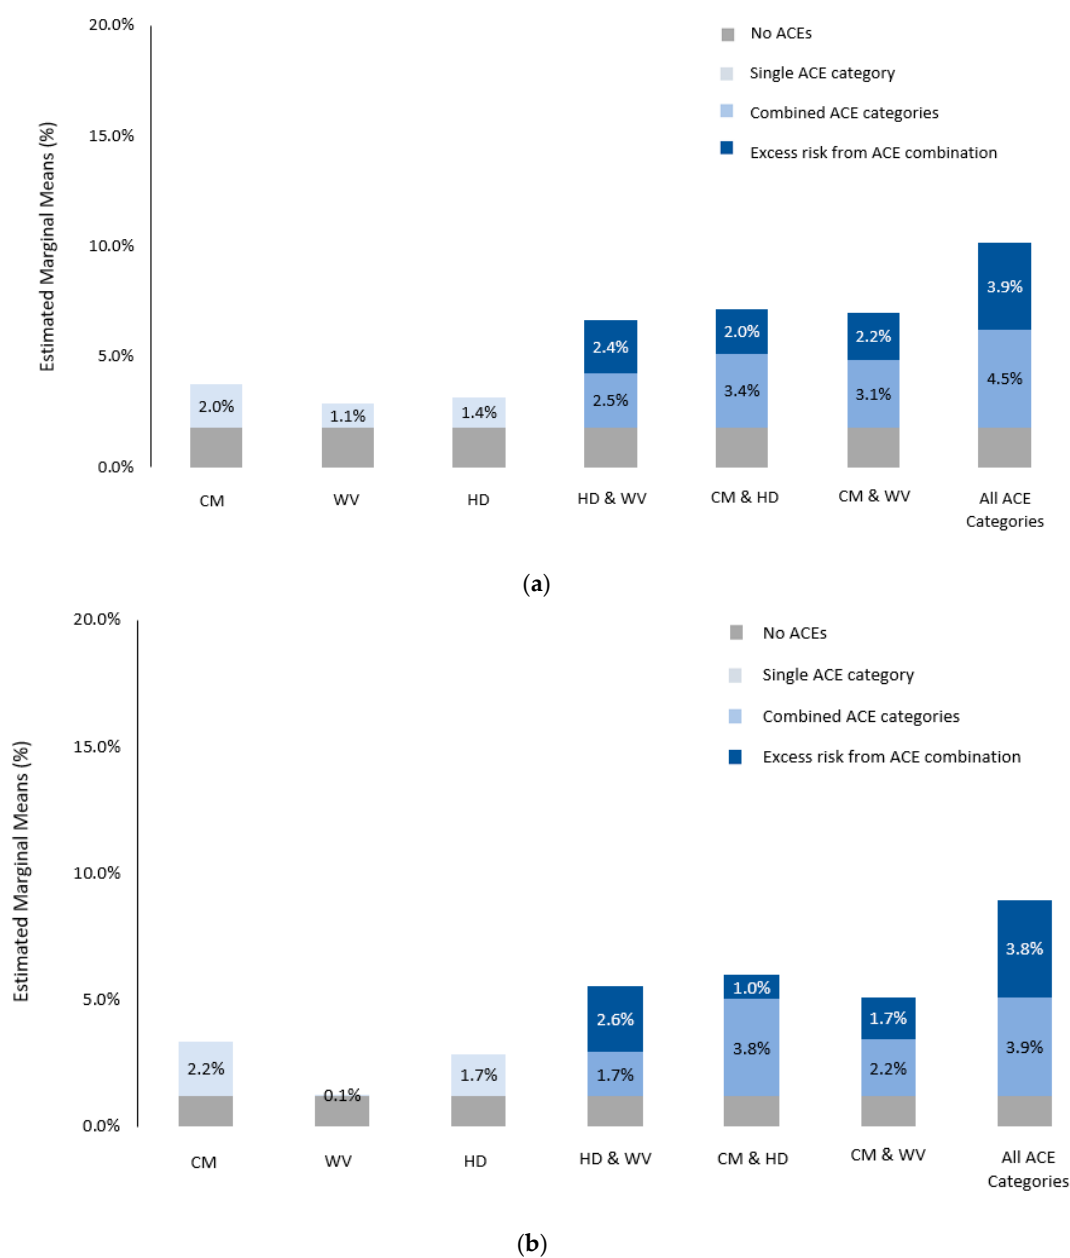 20.0%
15.0%
10.0%
5.0%
0.0%
Estimated Marginal Means (%)
No ACEs
Single ACE category
Combined ACE categories
Excess risk from ACE combination
2.0%
1.1%
1.4%
2.4%
2.5%
2.0%
3.4%
2.2%
3.1%
3.9%
4.5%
CM
WV
HD
HD & WV
CM & HD
CM & WV
All ACE
Categories
(a)
20.0%
15.0%
10.0%
5.0%
0.0%
Estimated Marginal Means (%)
No ACEs
Single ACE category
Combined ACE categories
Excess risk from ACE combination
2.2%
0.1%
1.7%
2.6%
1.7%
1.0%
3.8%
1.7%
2.2%
3.8%
3.9%
CM
WV
HD
HD & WV
CM & HD
CM & WV
All ACE
Categories
(b)